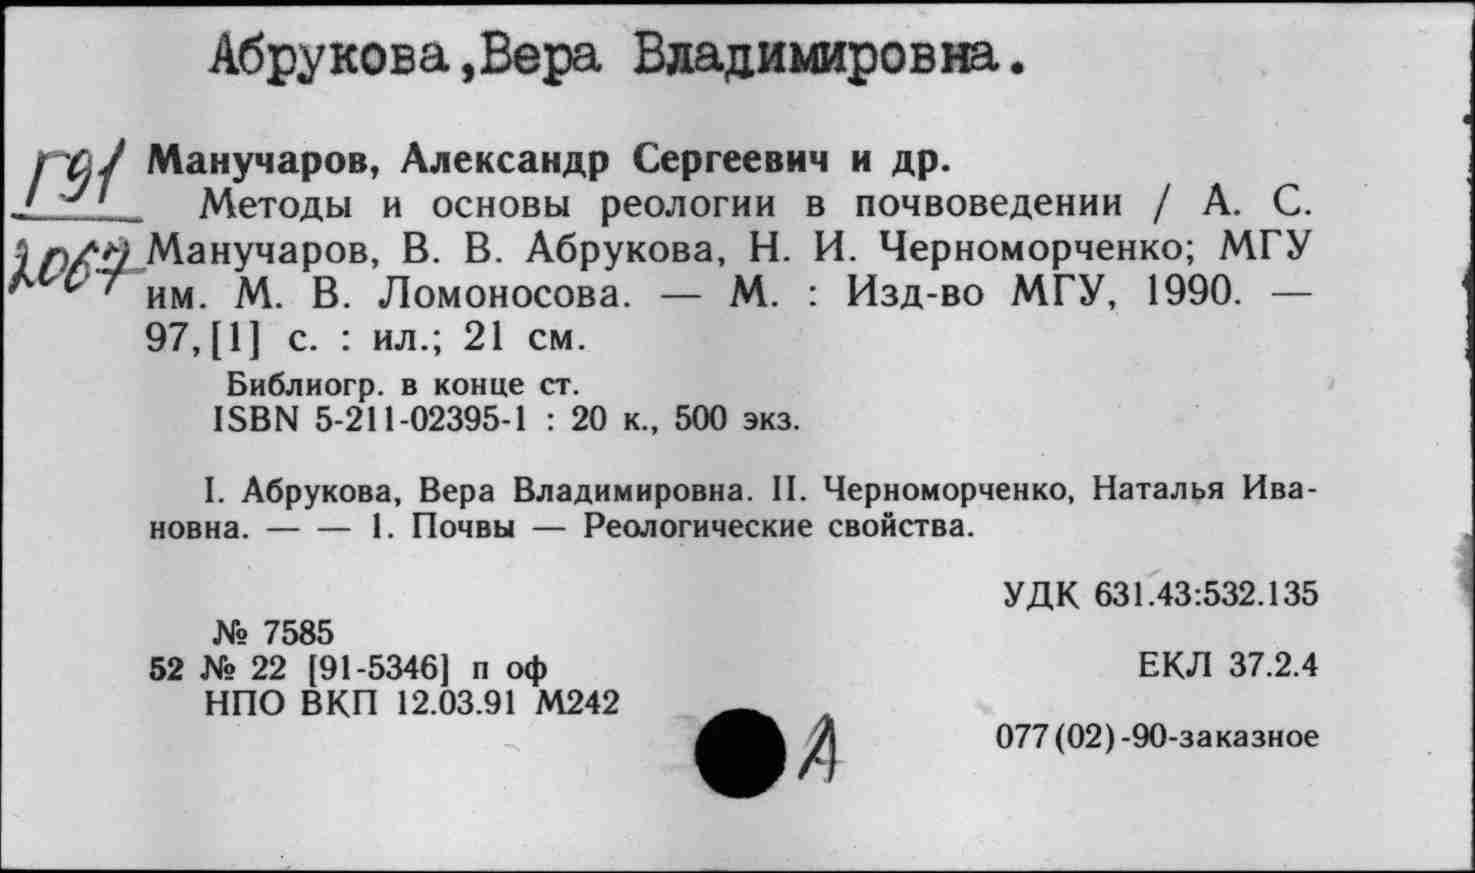 Абрукова,Вера Владимировна.
Г91
2067
Манучаров, Александр Сергеевич и др.
Методы и основы реологии в почвоведении / А. С.
Манучаров, В. В. Абрукова, Н. И. Черноморченко; МГУ
им. М. В. Ломоносова. — М. : Изд-во МГУ, 1990. —
97,[1] с. : ил.; 21 см.
Библиогр. в конце ст.
ISBN 5-211-02395-1 : 20 к., 500 экз.
I. Абрукова, Вера Владимировна. II. Черноморченко, Наталья Ива-
новна. — — 1. Почвы — Реологические свойства.
УДК 631.43:532.135
№ 7585
52 № 22 [91-5346] п оф
ЕКЛ 37.2.4
НПО ВКП 12.03.91 М242
077(02)-90-заказное
А